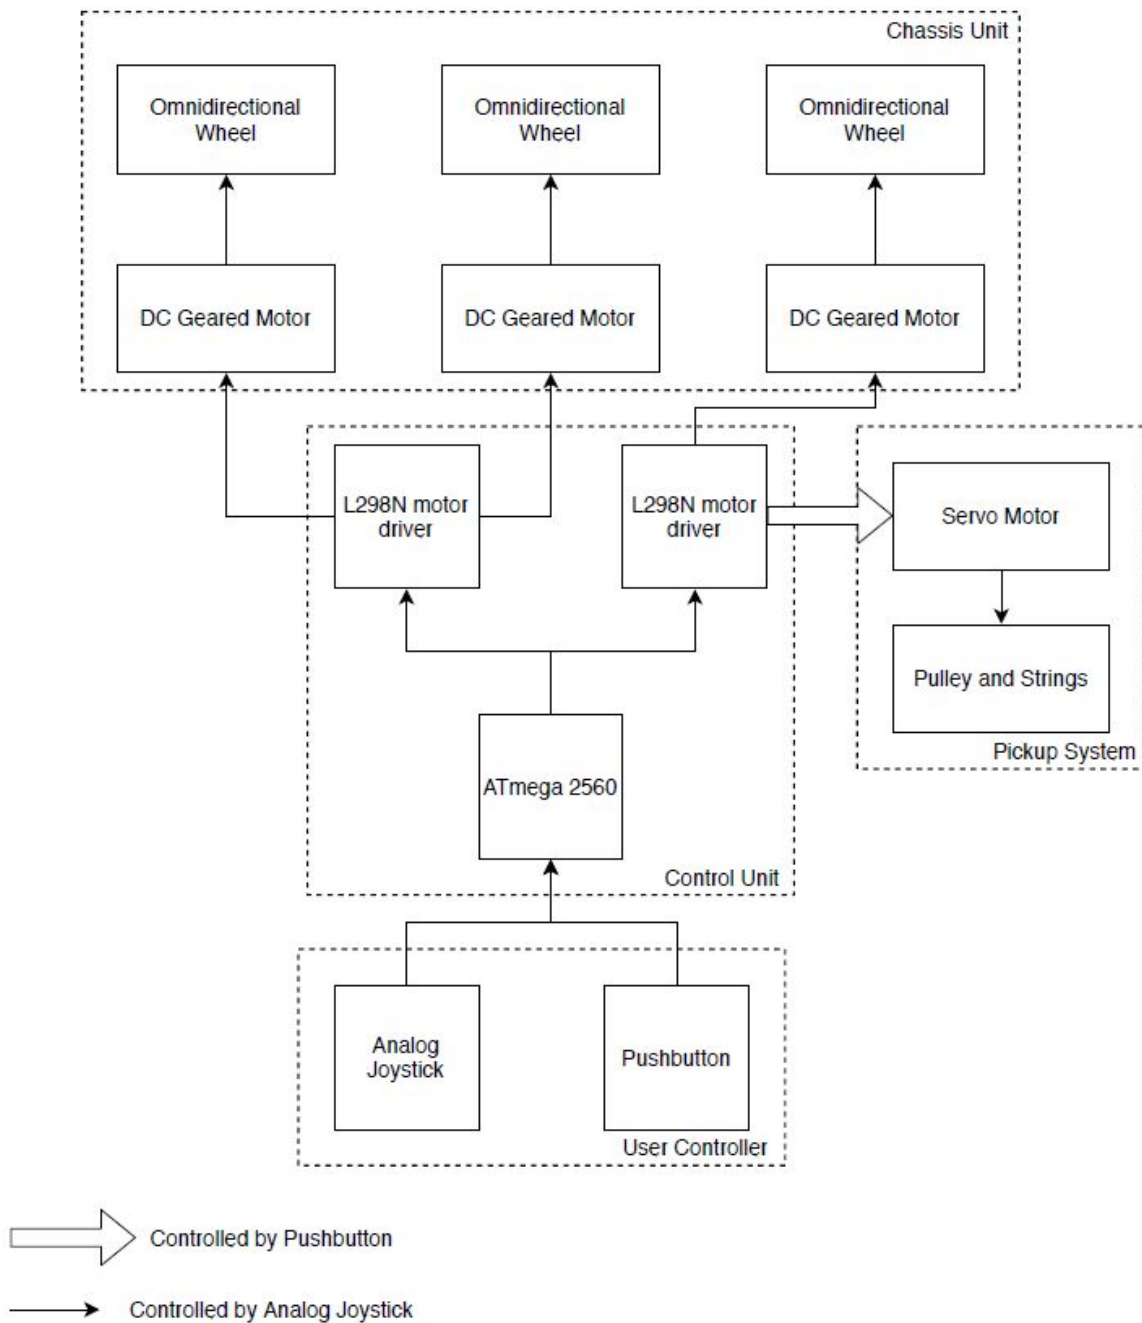 Chassis Unit
Omnidirectional
Wheel
Omnidirectional
Wheel
Omnidirectional
Wheel
DC Geared Motor
DC Geared Motor
DC Geared Motor
L298N motor
driver
L298N motor
driver
Servo Motor
Pulley and Strings
Pickup System
ATmega 2560
Control Unit
Analog
Joystick
Pushbutton
User Controller
Controlled by Pushbutton
Controlled by Analog Joystick